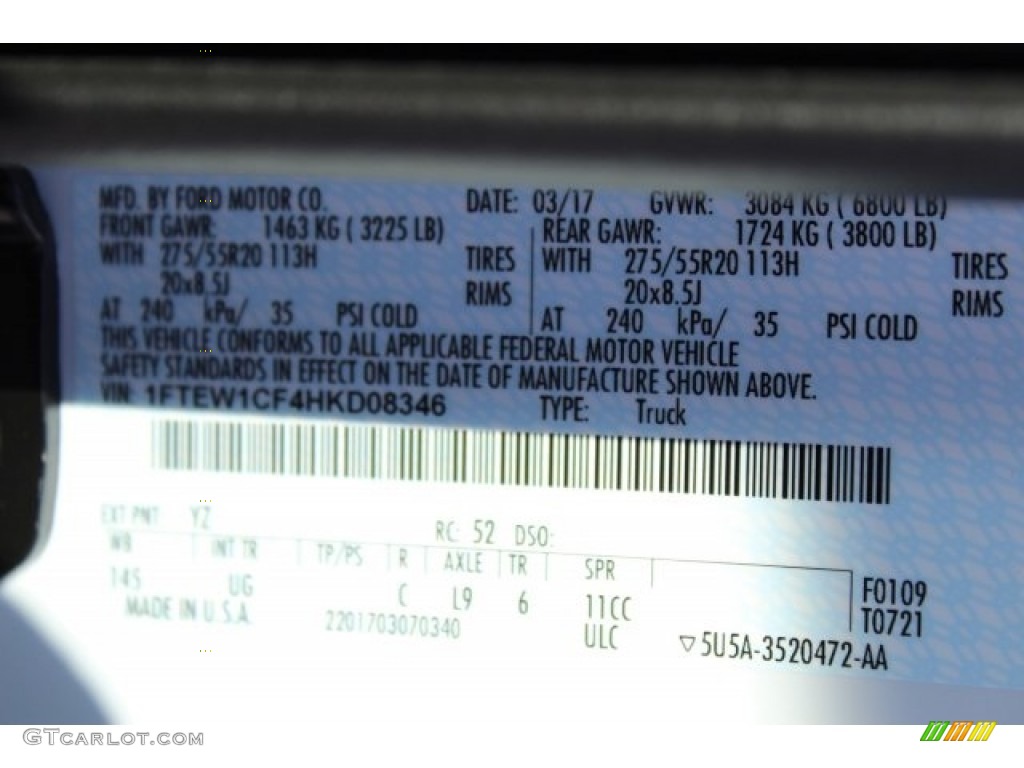 MFD. BY FORD MOTOR CO. DATE: 03/17 GVWR: 3084 KG ( 6800 LB)
FRONT GAWR: 1463 KG ( 3225 LB) REAR GAWR: 1724 KG ( 3800 LB)
WITH 275/55R20 113H TIRES WITH 275/55R20 113H TIRES
20x8.5J RIMS 20x8.5J RIMS
AT 240 kPa/ 35 PSI COLD AT 240 kPa/ 35 PSI COLD
THIS VEHICLE CONFORMS TO ALL APPLICABLE FEDERAL MOTOR VEHICLE
SAFETY STANDARDS IN EFFECT ON THE DATE OF MANUFACTURE SHOWN ABOVE.
VIN: 1FTEW1CF4HKD08346 TYPE: Truck
EXT PNT YZ RC: 52 DSO:
WB INT TR TP/PS R AXLE TR SPR
145 UG C L9 6 11CC F0109
MADE IN U.S.A. 2201703070340 ULC T0721
▽5U5A-3520472-AA
GTCARLOT.COM